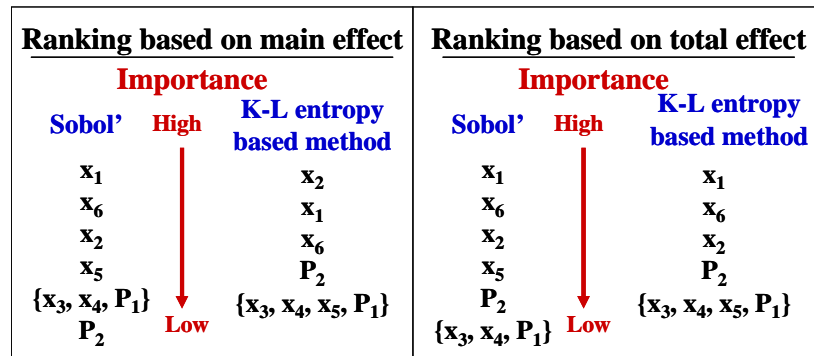 Ranking based on main effect
Importance
Sobol’ High K-L entropy based method
x₁ x₂
x₆ x₁
x₂ x₆
x₅ P₂
{x₃, x₄, P₁} {x₃, x₄, x₅, P₁}
P₂ Low
Ranking based on total effect
Importance
Sobol’ High K-L entropy based method
x₁ x₁
x₆ x₆
x₂ x₂
x₅ P₂
P₂ {x₃, x₄, x₅, P₁}
{x₃, x₄, P₁} Low